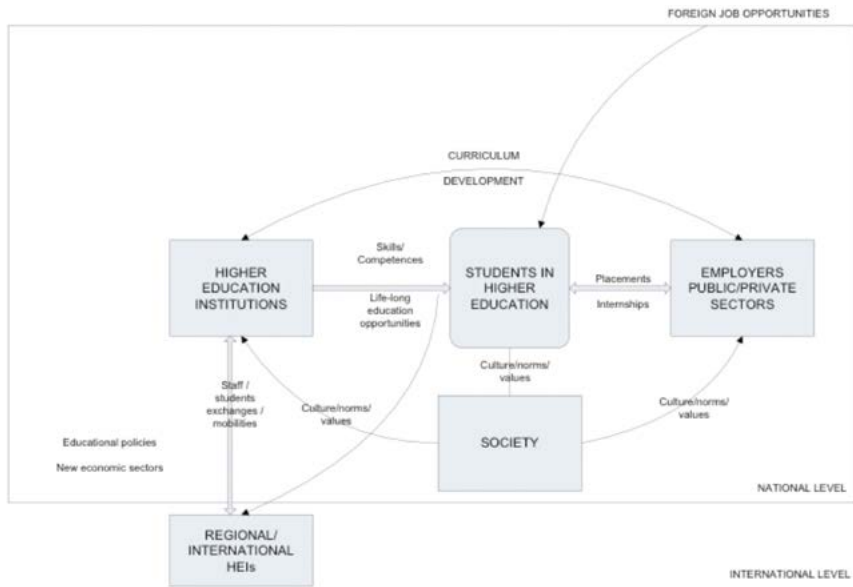 FOREIGN JOB OPPORTUNITIES
CURRICULUM
DEVELOPMENT
HIGHER
EDUCATION
INSTITUTIONS
Skills/
Competences
Life-long
education
opportunities
STUDENTS IN
HIGHER
EDUCATION
Placements
Internships
EMPLOYERS
PUBLIC/PRIVATE
SECTORS
Staff /
students
exchanges /
mobilities
Culture/norms/
values
Culture/norms/
values
Culture/norms/
values
SOCIETY
Educational policies
New economic sectors
NATIONAL LEVEL
REGIONAL/
INTERNATIONAL
HEIs
INTERNATIONAL LEVEL